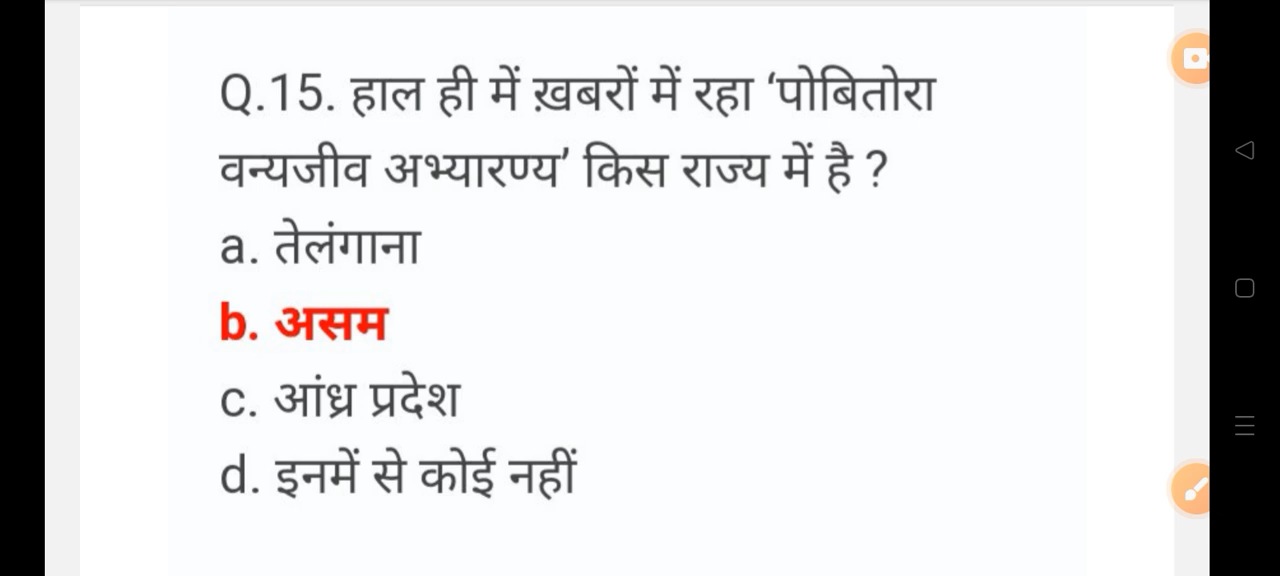 Q.15. हाल ही में ख़बरों में रहा ‘पोबितोरा
वन्यजीव अभ्यारण्य’ किस राज्य में है ?
a. तेलंगाना
b. असम
c. आंध्र प्रदेश
d. इनमें से कोई नहीं